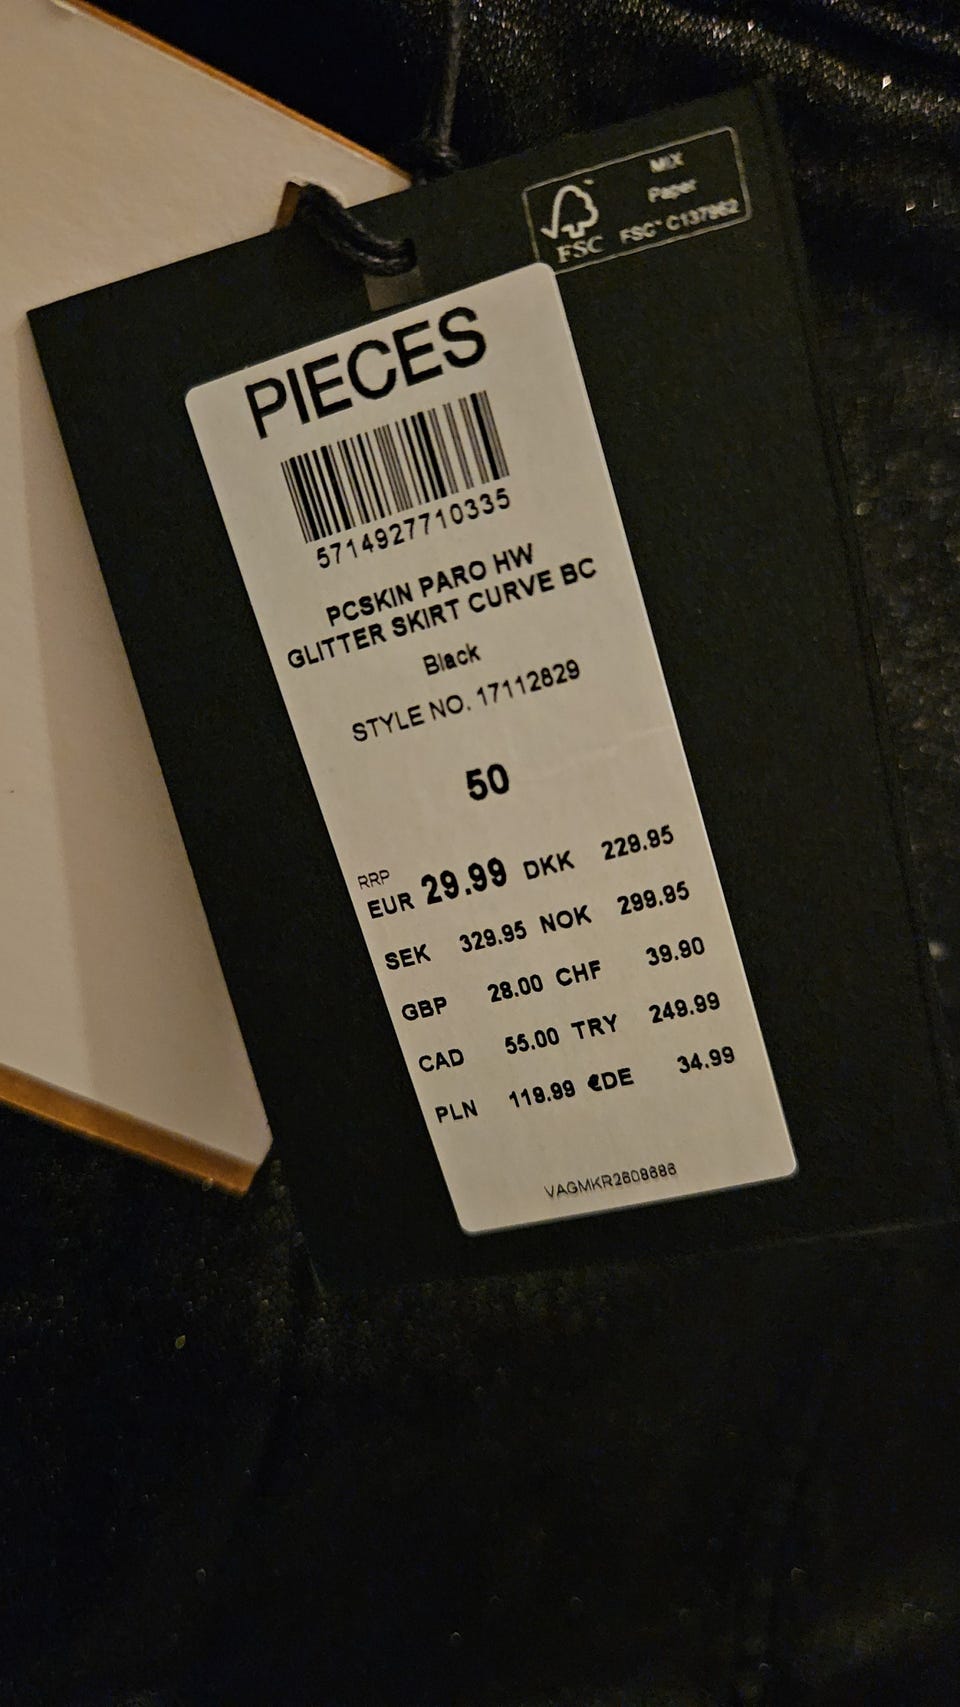 MIX
Paper
FSC
FSC™ C137962
PIECES
5714927710335
PCSKIN PARO HW
GLITTER SKIRT CURVE BC
Black
STYLE NO. 17112829
50
RRP
EUR 29.99 DKK 229.95
SEK 329.95 NOK 299.95
GBP 28.00 CHF 39.90
CAD 55.00 TRY 249.99
PLN 119.99 €DE 34.99